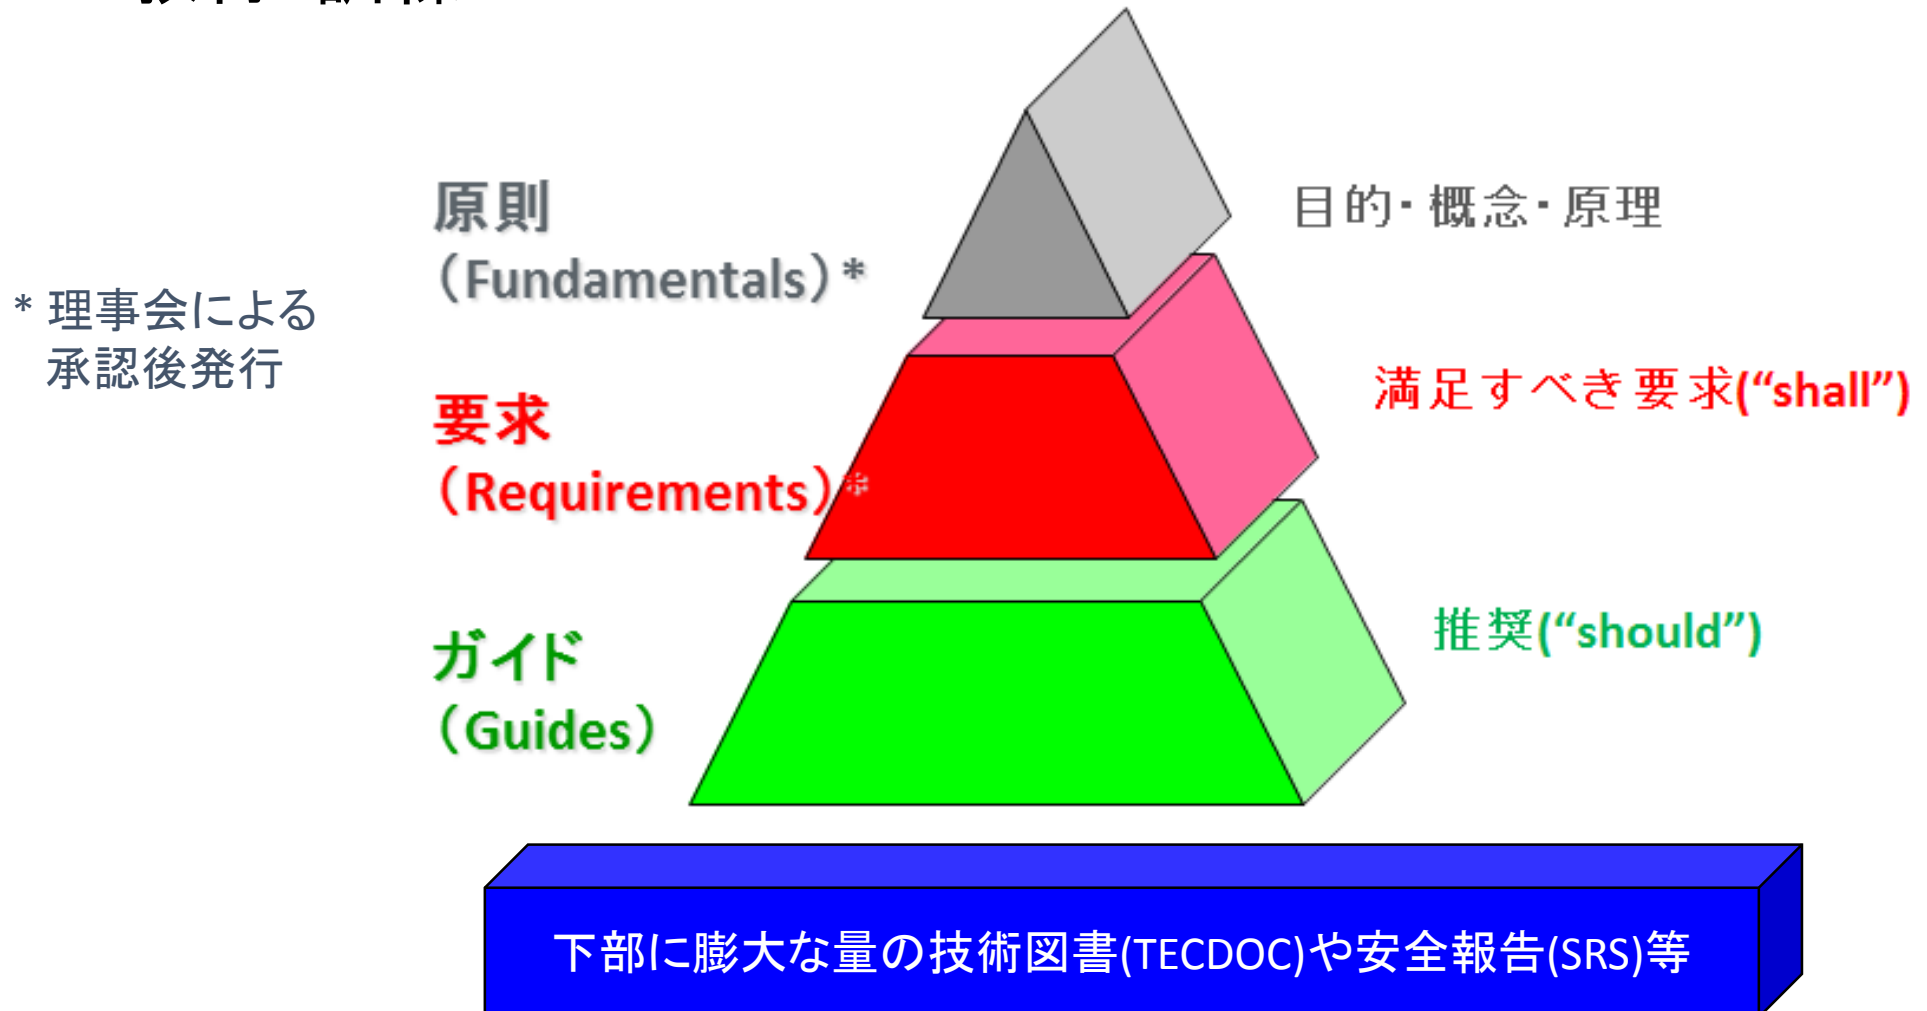 原則
（Fundamentals）*
目的・概念・原理
* 理事会による
承認後発行
要求
（Requirements）*
満足すべき要求(“shall”)
ガイド
（Guides）
推奨(“should”)
下部に膨大な量の技術図書(TECDOC)や安全報告(SRS)等